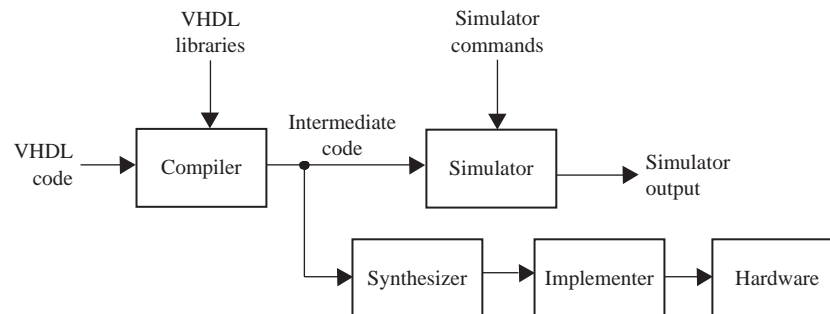 VHDL
libraries
Simulator
commands
VHDL
code
Compiler
Intermediate
code
Simulator
Simulator
output
Synthesizer
Implementer
Hardware